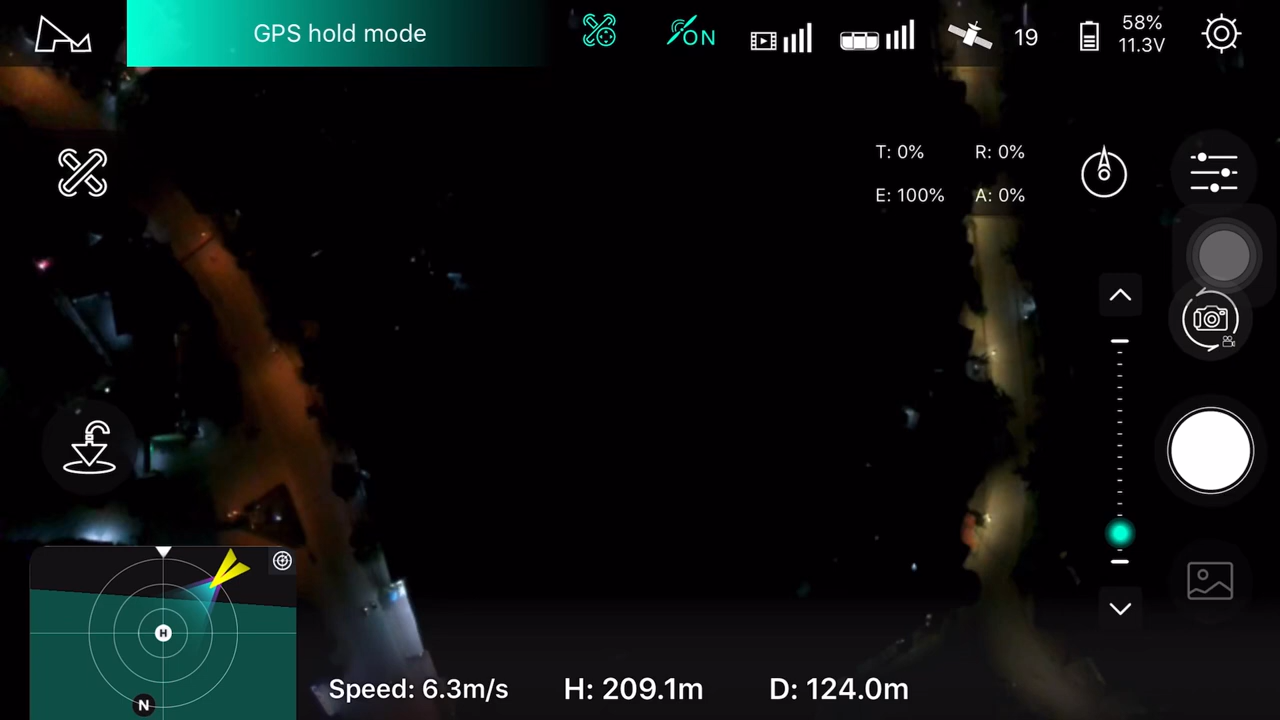 GPS hold mode
ON
19
58%
11.3V
T: 0%
R: 0%
E: 100%
A: 0%
H
N
Speed: 6.3m/s
H: 209.1m
D: 124.0m